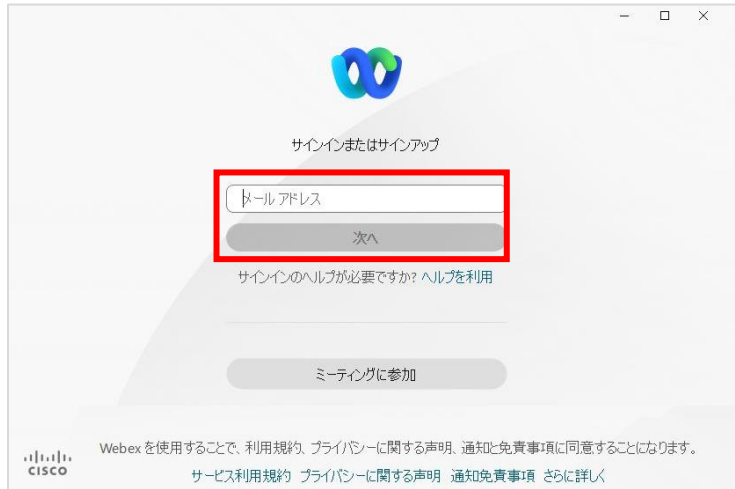 サインインまたはサインアップ
メール アドレス
次へ
サインインのヘルプが必要ですか? ヘルプを利用
ミーティングに参加
Webex を使用することで、利用規約、プライバシーに関する声明、通知と免責事項に同意することになります。
サービス利用規約 プライバシーに関する声明 通知免責事項 さらに詳しく
CISCO